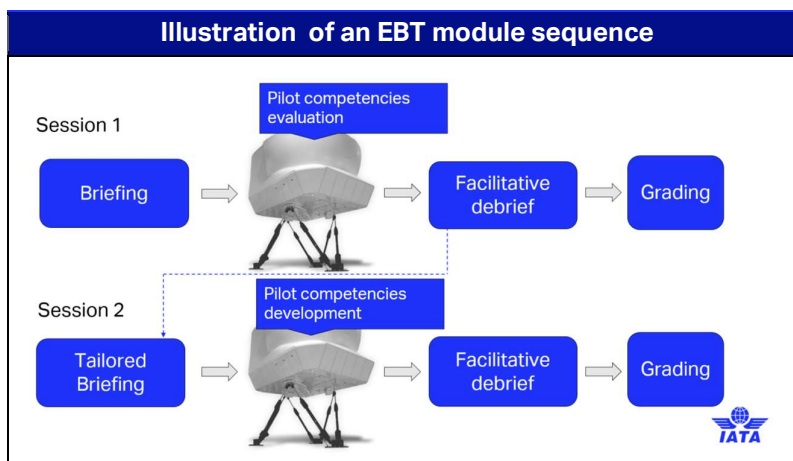 Illustration of an EBT module sequence
Pilot competencies
evaluation
Session 1
Briefing
Facilitative
debrief
Grading
Pilot competencies
development
Session 2
Tailored
Briefing
Facilitative
debrief
Grading
IATA